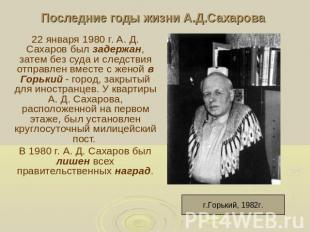 Последние годы жизни А.Д.Сахарова
22 января 1980 г. А. Д.
Сахаров был задержан,
затем без суда и следствия
отправлен вместе с женой в
Горький - город, закрытый
для иностранцев. У квартиры
А. Д. Сахарова,
расположенной на первом
этаже, был установлен
круглосуточный милицейский
пост.
В 1980 г. А. Д. Сахаров был
лишен всех
правительственных наград.
г.Горький, 1982г.
pptcloud.ru